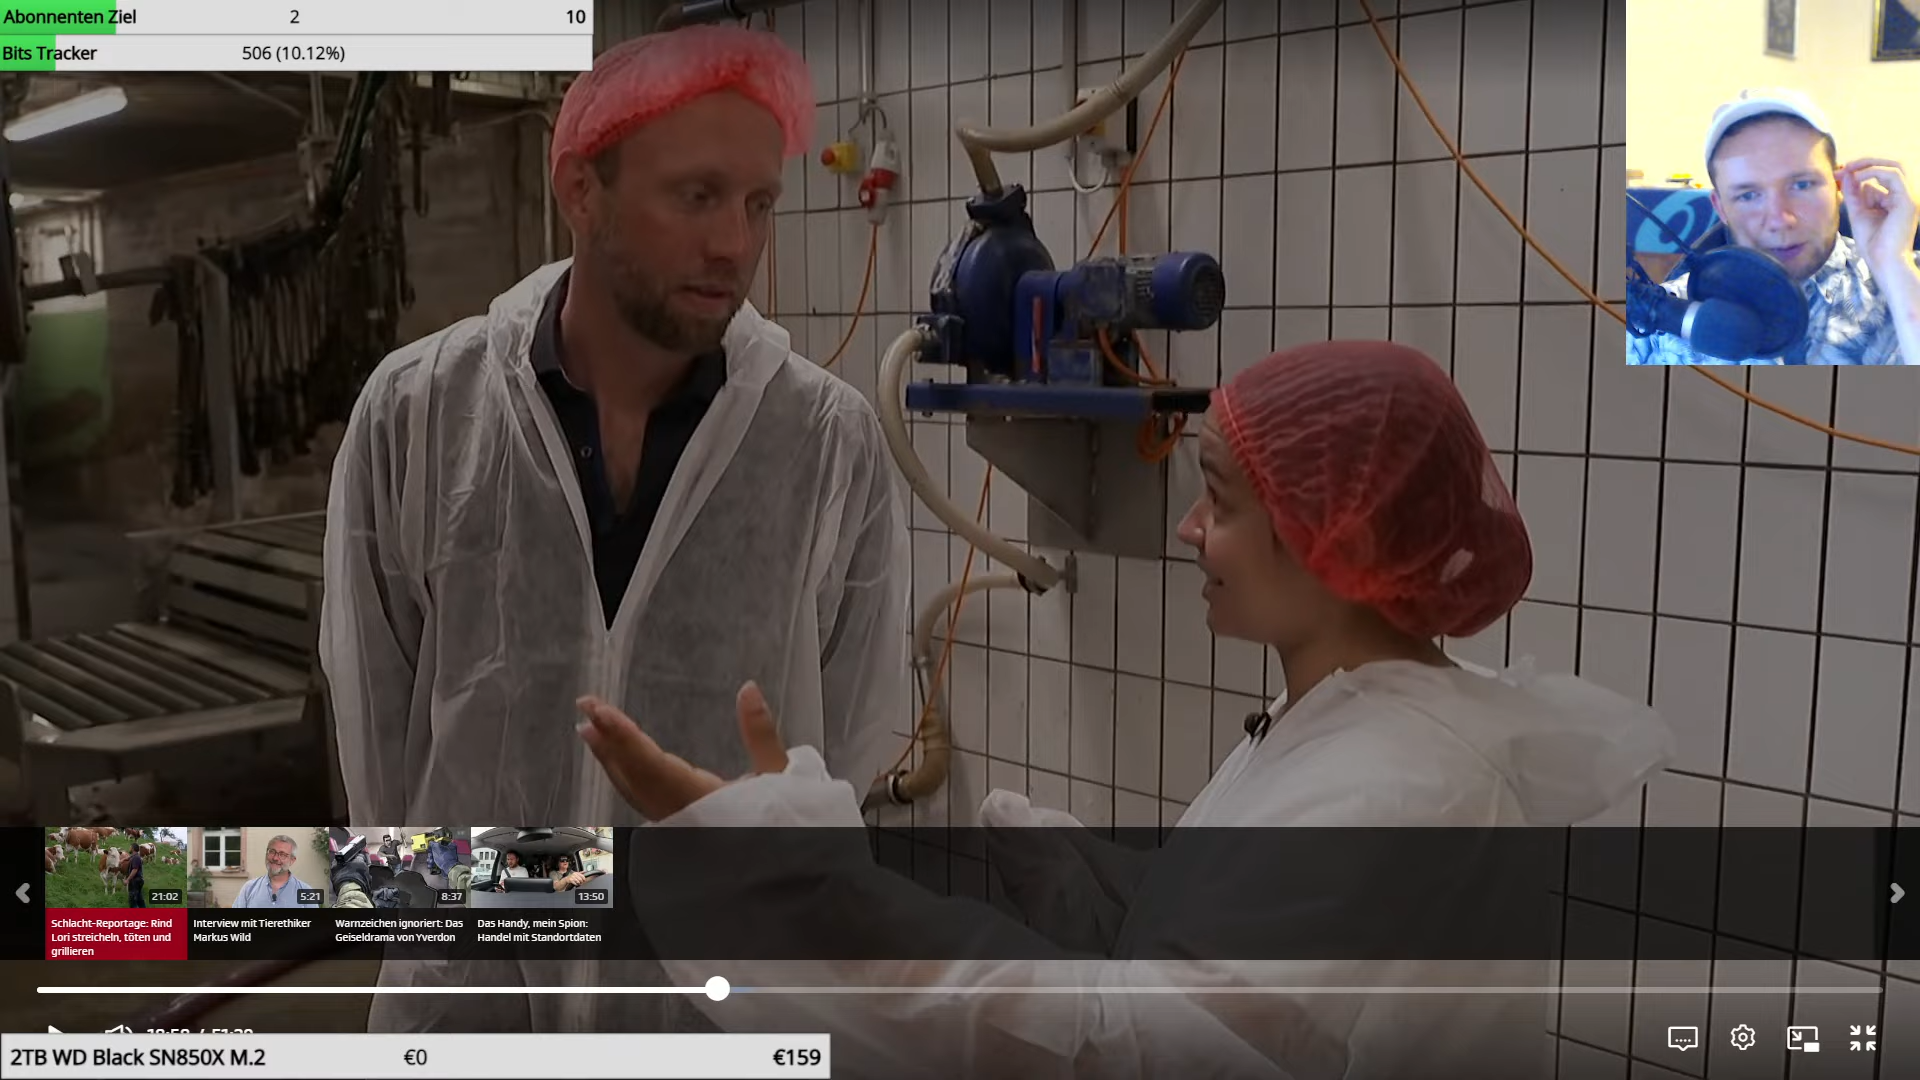 Abonnenten Ziel 2 10
Bits Tracker 506 (10.12%)
21:02
5:21
8:37
13:50
Schlacht-Reportage: Rind
Lori streicheln, töten und
grillieren
Interview mit Tierethiker
Markus Wild
Warnzeichen ignoriert: Das
Geiseldrama von Yverdon
Das Handy, mein Spion:
Handel mit Standortdaten
2TB WD Black SN850X M.2 €0 €159